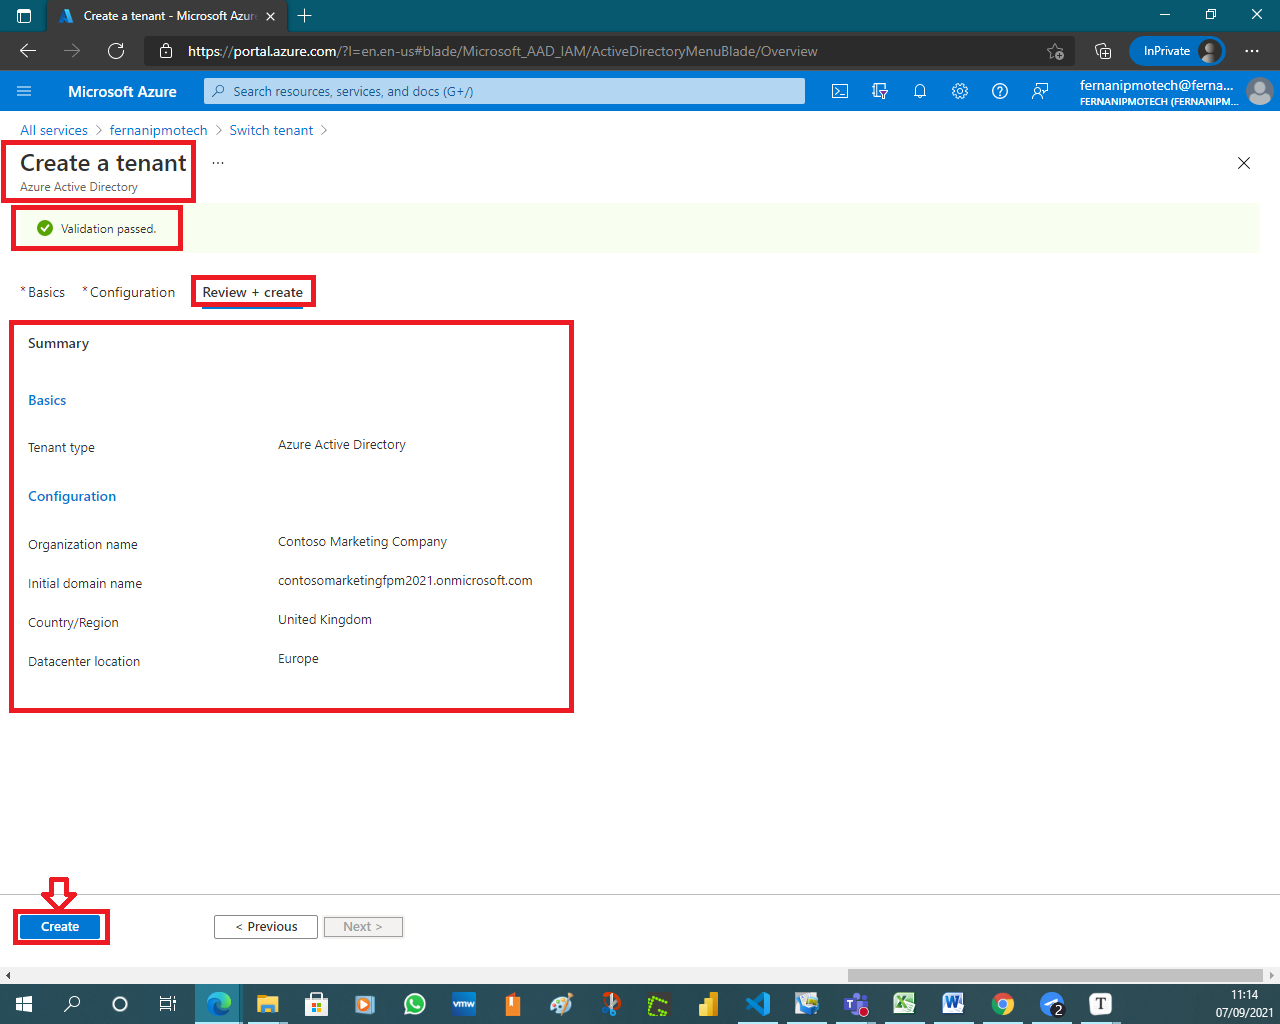 Create a tenant - Microsoft Azur
https://portal.azure.com/?l=en.en-us#blade/Microsoft_AAD_IAM/ActiveDirectoryMenuBlade/Overview
InPrivate
Microsoft Azure
Search resources, services, and docs (G+/)
fernanipmotech@ferna...
FERNANIPMOTECH (FERNANIPM...
All services > fernanipmotech > Switch tenant >
Create a tenant ...
Azure Active Directory
Validation passed.
* Basics * Configuration Review + create
Summary
Basics
Tenant type Azure Active Directory
Configuration
Organization name Contoso Marketing Company
Initial domain name contosomarketingfpm2021.onmicrosoft.com
Country/Region United Kingdom
Datacenter location Europe
Create < Previous Next >
vmw
2
T
11:14
07/09/2021